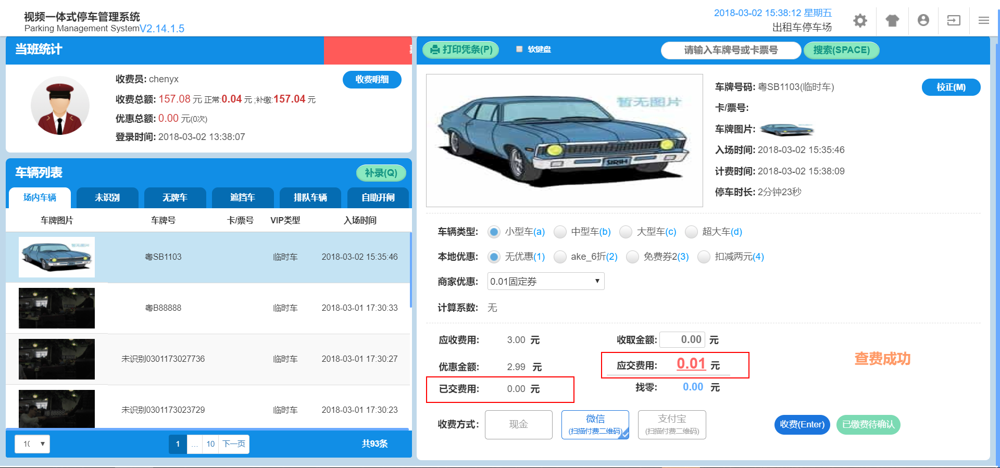 视频一体式停车管理系统
Parking Management SystemV2.14.1.5
2018-03-02 15:38:12 星期五
出租车停车场
当班统计
收费员: chenyx
收费明细
收费总额: 157.08 元 正常:0.04 元 ;补缴:157.04 元
优惠总额: 0.00 元(0次)
登录时间: 2018-03-02 13:38:07
车辆列表
补录(Q)
场内车辆 未识别 无牌车 遮挡车 排队车辆 自助开闸
车牌图片 车牌号 卡/票号 VIP类型 入场时间
暂无图片
粤SB1103 临时车 2018-03-02 15:35:46
粤B88888 临时车 2018-03-01 17:30:33
未识别0301173027736 临时车 2018-03-01 17:30:27
未识别0301173023729 临时车 2018-03-01 17:30:23
1 ... 10 下一页
共93条
打印凭条(P) 软键盘 请输入车牌号或卡票号 搜索(SPACE)
暂无图片
车牌号码: 粤SB1103(临时车)
校正(M)
卡/票号:
车牌图片:
入场时间: 2018-03-02 15:35:46
计费时间: 2018-03-02 15:38:09
停车时长: 2分钟23秒
车辆类型: 小型车(a) 中型车(b) 大型车(c) 超大车(d)
本地优惠: 无优惠(1) ake_6折(2) 免费券2(3) 扣减两元(4)
商家优惠: 0.01固定券
计算系数: 无
应收费用: 3.00 元 收取金额: 0.00 元
优惠金额: 2.99 元 应交费用: 0.01 元
查费成功
已交费用: 0.00 元 找零: 0.00 元
收费方式: 现金 微信 (扫描付费二维码) 支付宝 (扫描付费二维码)
收费(Enter) 已缴费待确认